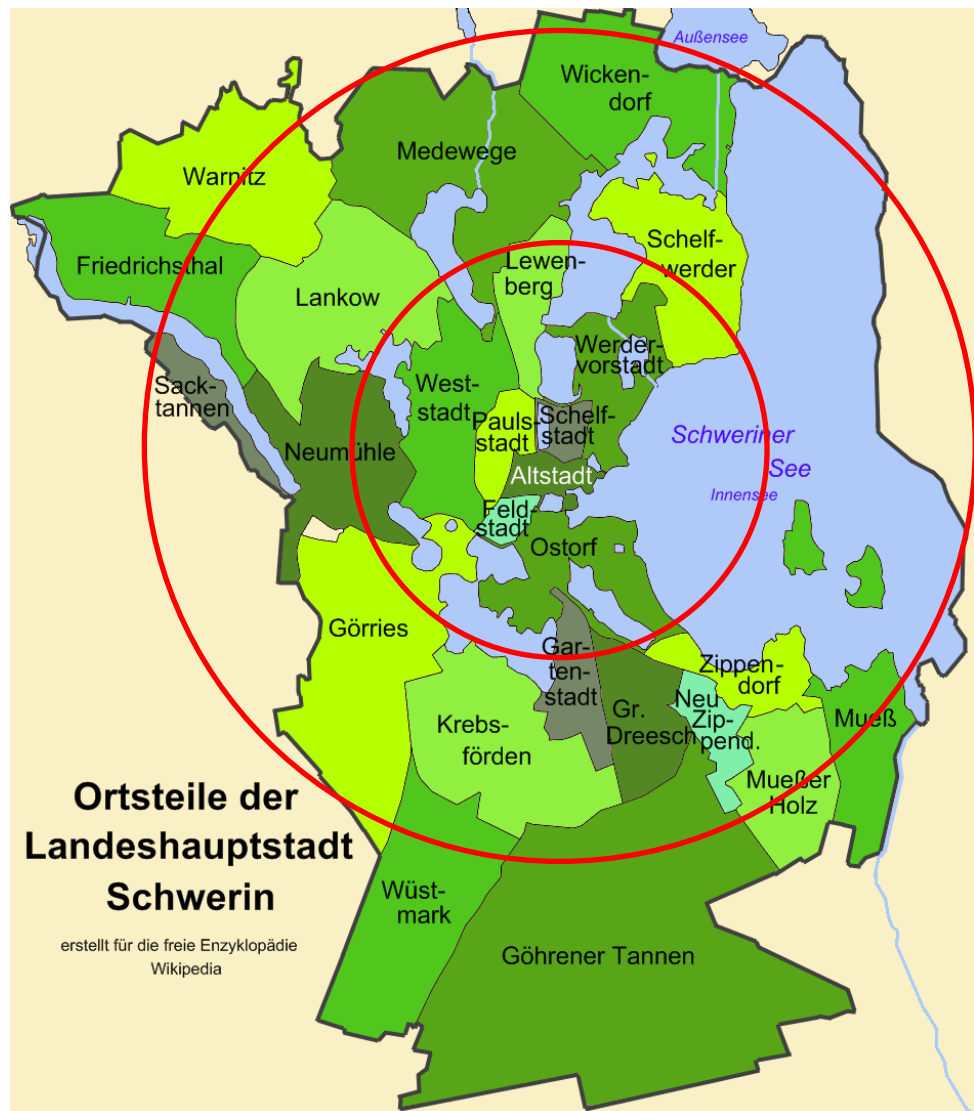 Außensee
Wicken-
dorf
Medewege
Warnitz
Schelf-
werder
Friedrichsthal
Lewen-
berg
Lankow
Werder-
vorstadt
Sack-
tannen
West-
stadt
Pauls-
stadt
Schelf-
stadt
Schweriner
See
Innensee
Neumühle
Altstadt
Feld-
stadt
Ostorf
Görries
Gar-
ten-
stadt
Zippen-
dorf
Neu
Zip-
pend.
Mueß
Gr.
Dreesch
Krebs-
förden
Mueßer
Holz
Ortsteile der
Landeshauptstadt
Schwerin
erstellt für die freie Enzyklopädie
Wikipedia
Wüst-
mark
Göhrener Tannen